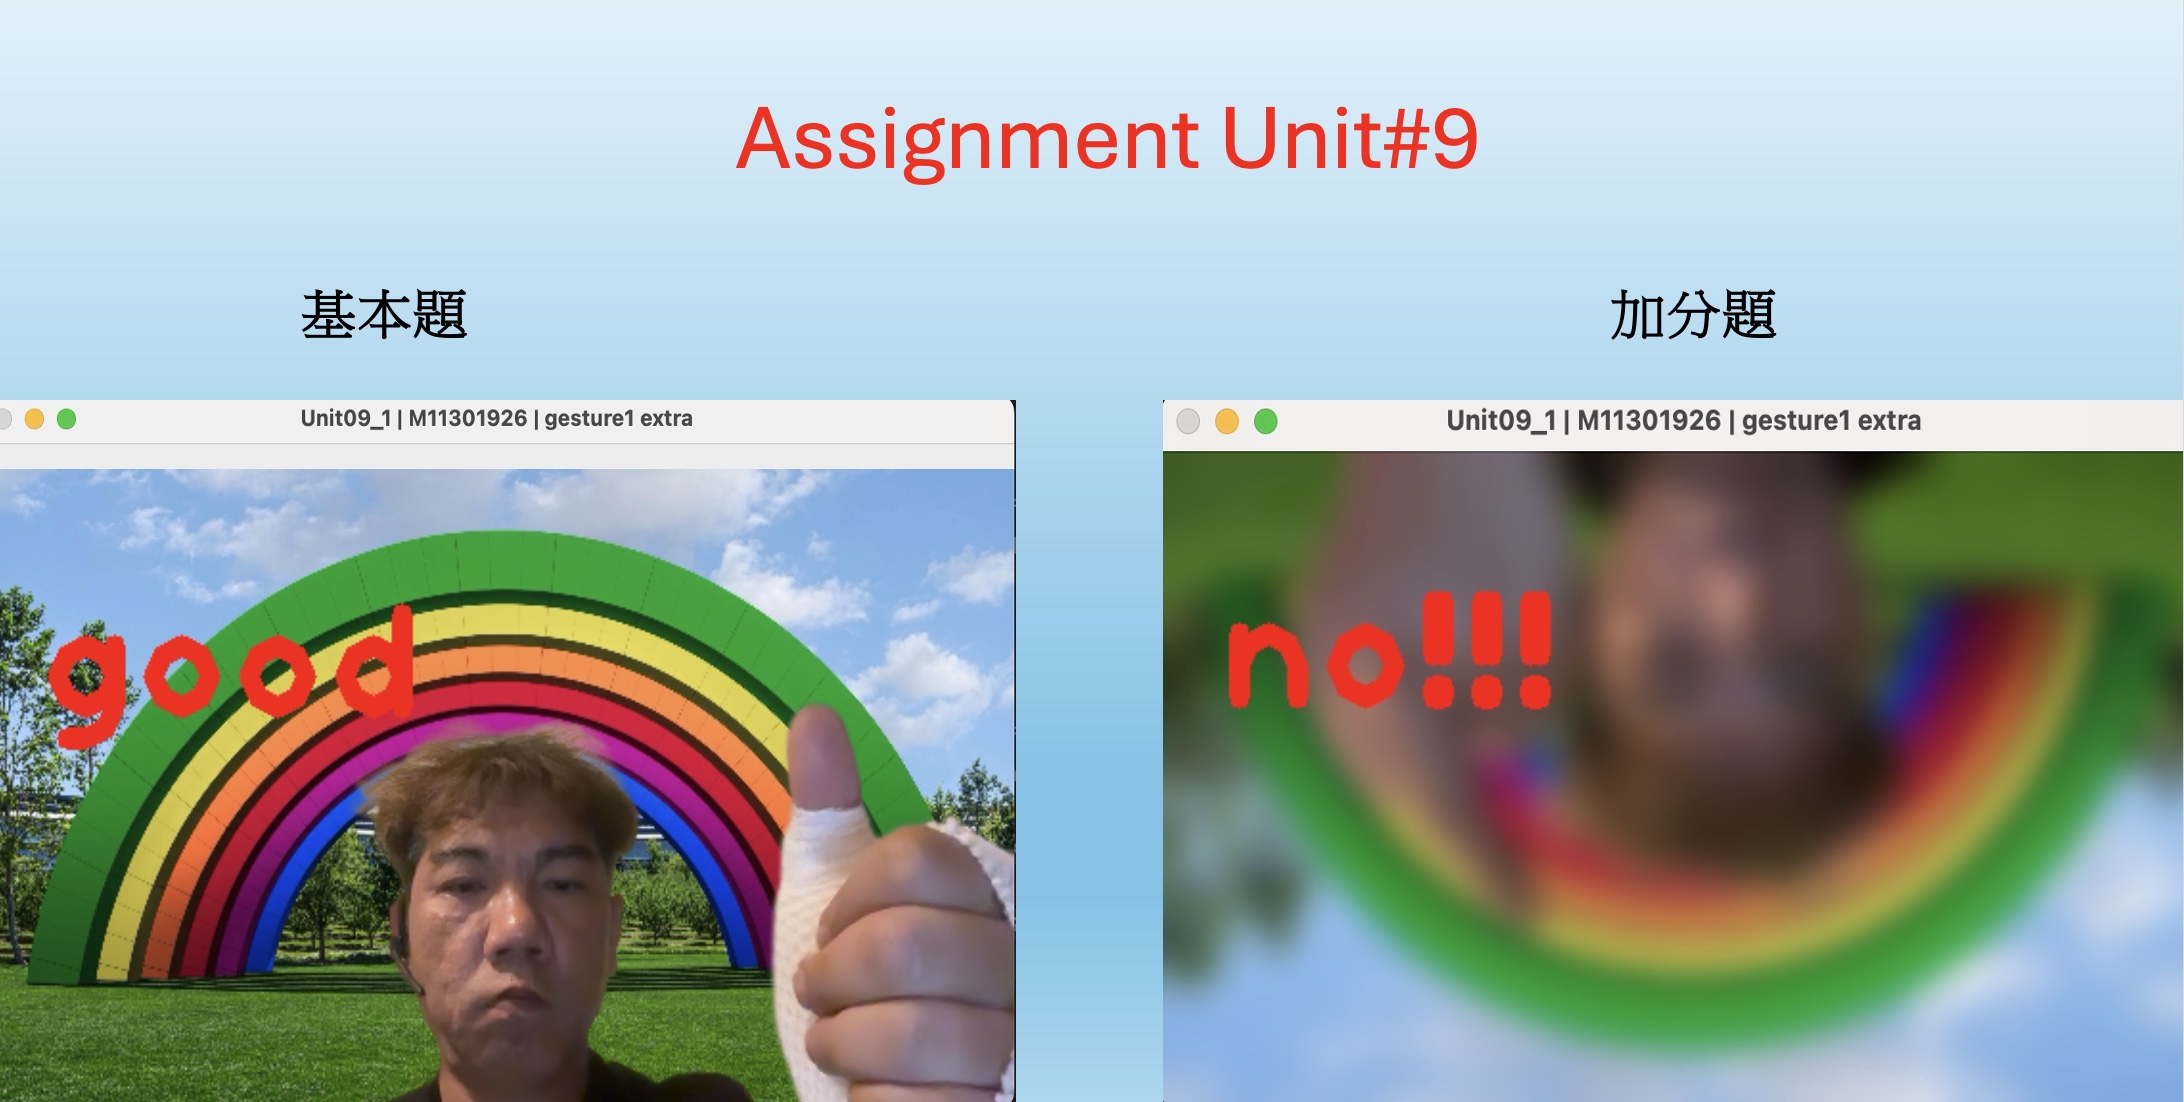 Assignment Unit#9
基本題
加分題
Unit09_1 | M11301926 | gesture1 extra
Unit09_1 | M11301926 | gesture1 extra
good
no!!!